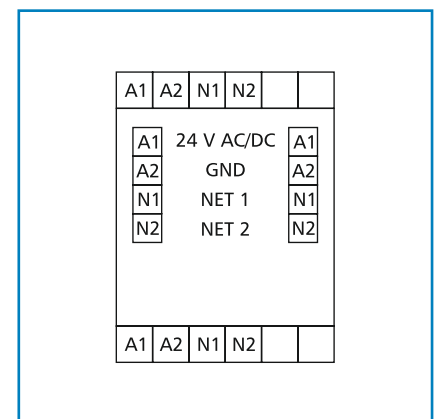 A1 A2 N1 N2
A1 24 V AC/DC A1
A2 GND A2
N1 NET 1 N1
N2 NET 2 N2
A1 A2 N1 N2